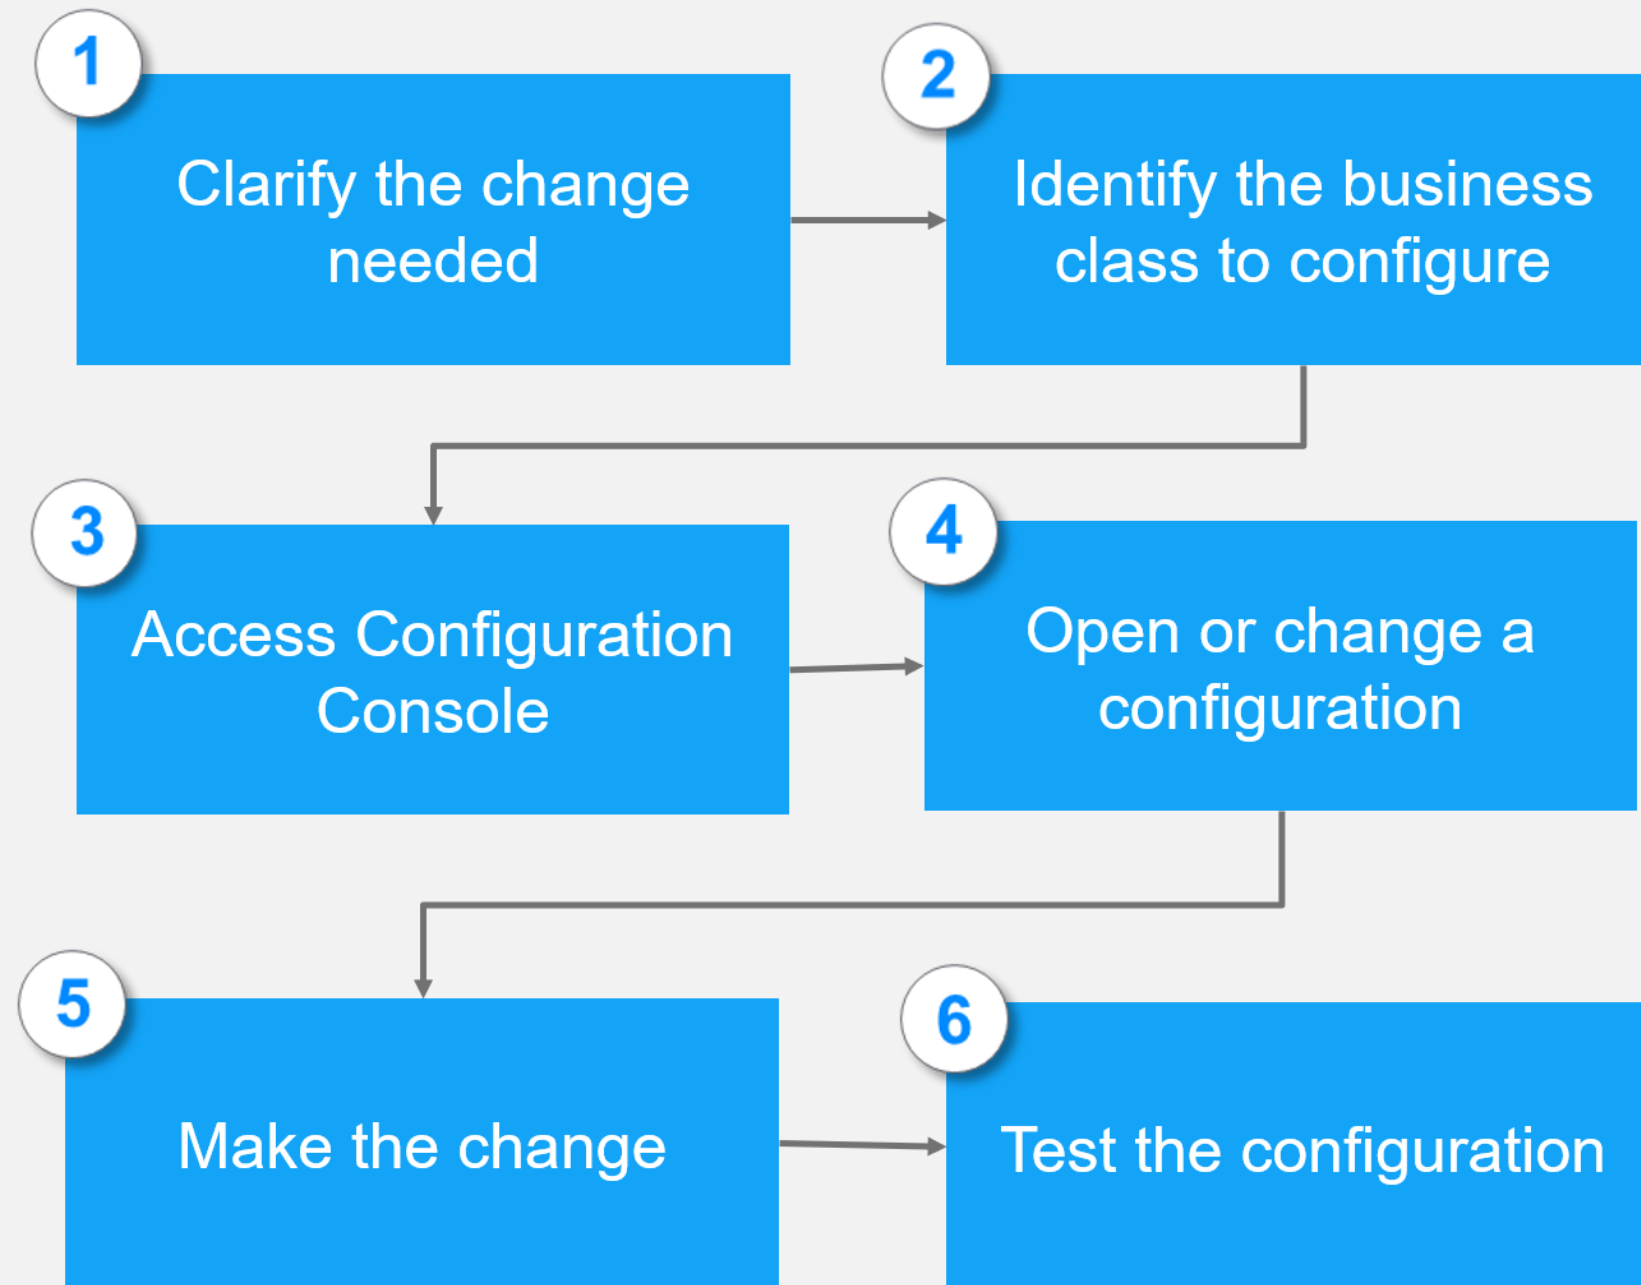 1
Clarify the change
needed
2
Identify the business
class to configure
3
Access Configuration
Console
4
Open or change a
configuration
5
Make the change
6
Test the configuration